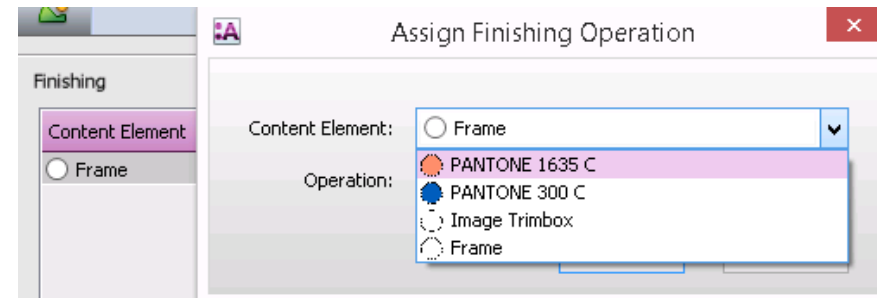 :A
Assign Finishing Operation
Finishing
Content Element
Frame
Content Element:
Frame
Operation:
PANTONE 1635 C
PANTONE 300 C
Image Trimbox
Frame